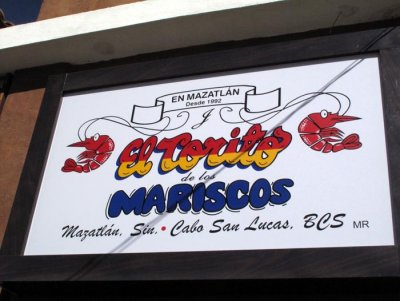 EN MAZATLÁN
Desde 1992
y
El Torito
de los
MARISCOS
Mazatlán, Sin. • Cabo San Lucas, BCS MR